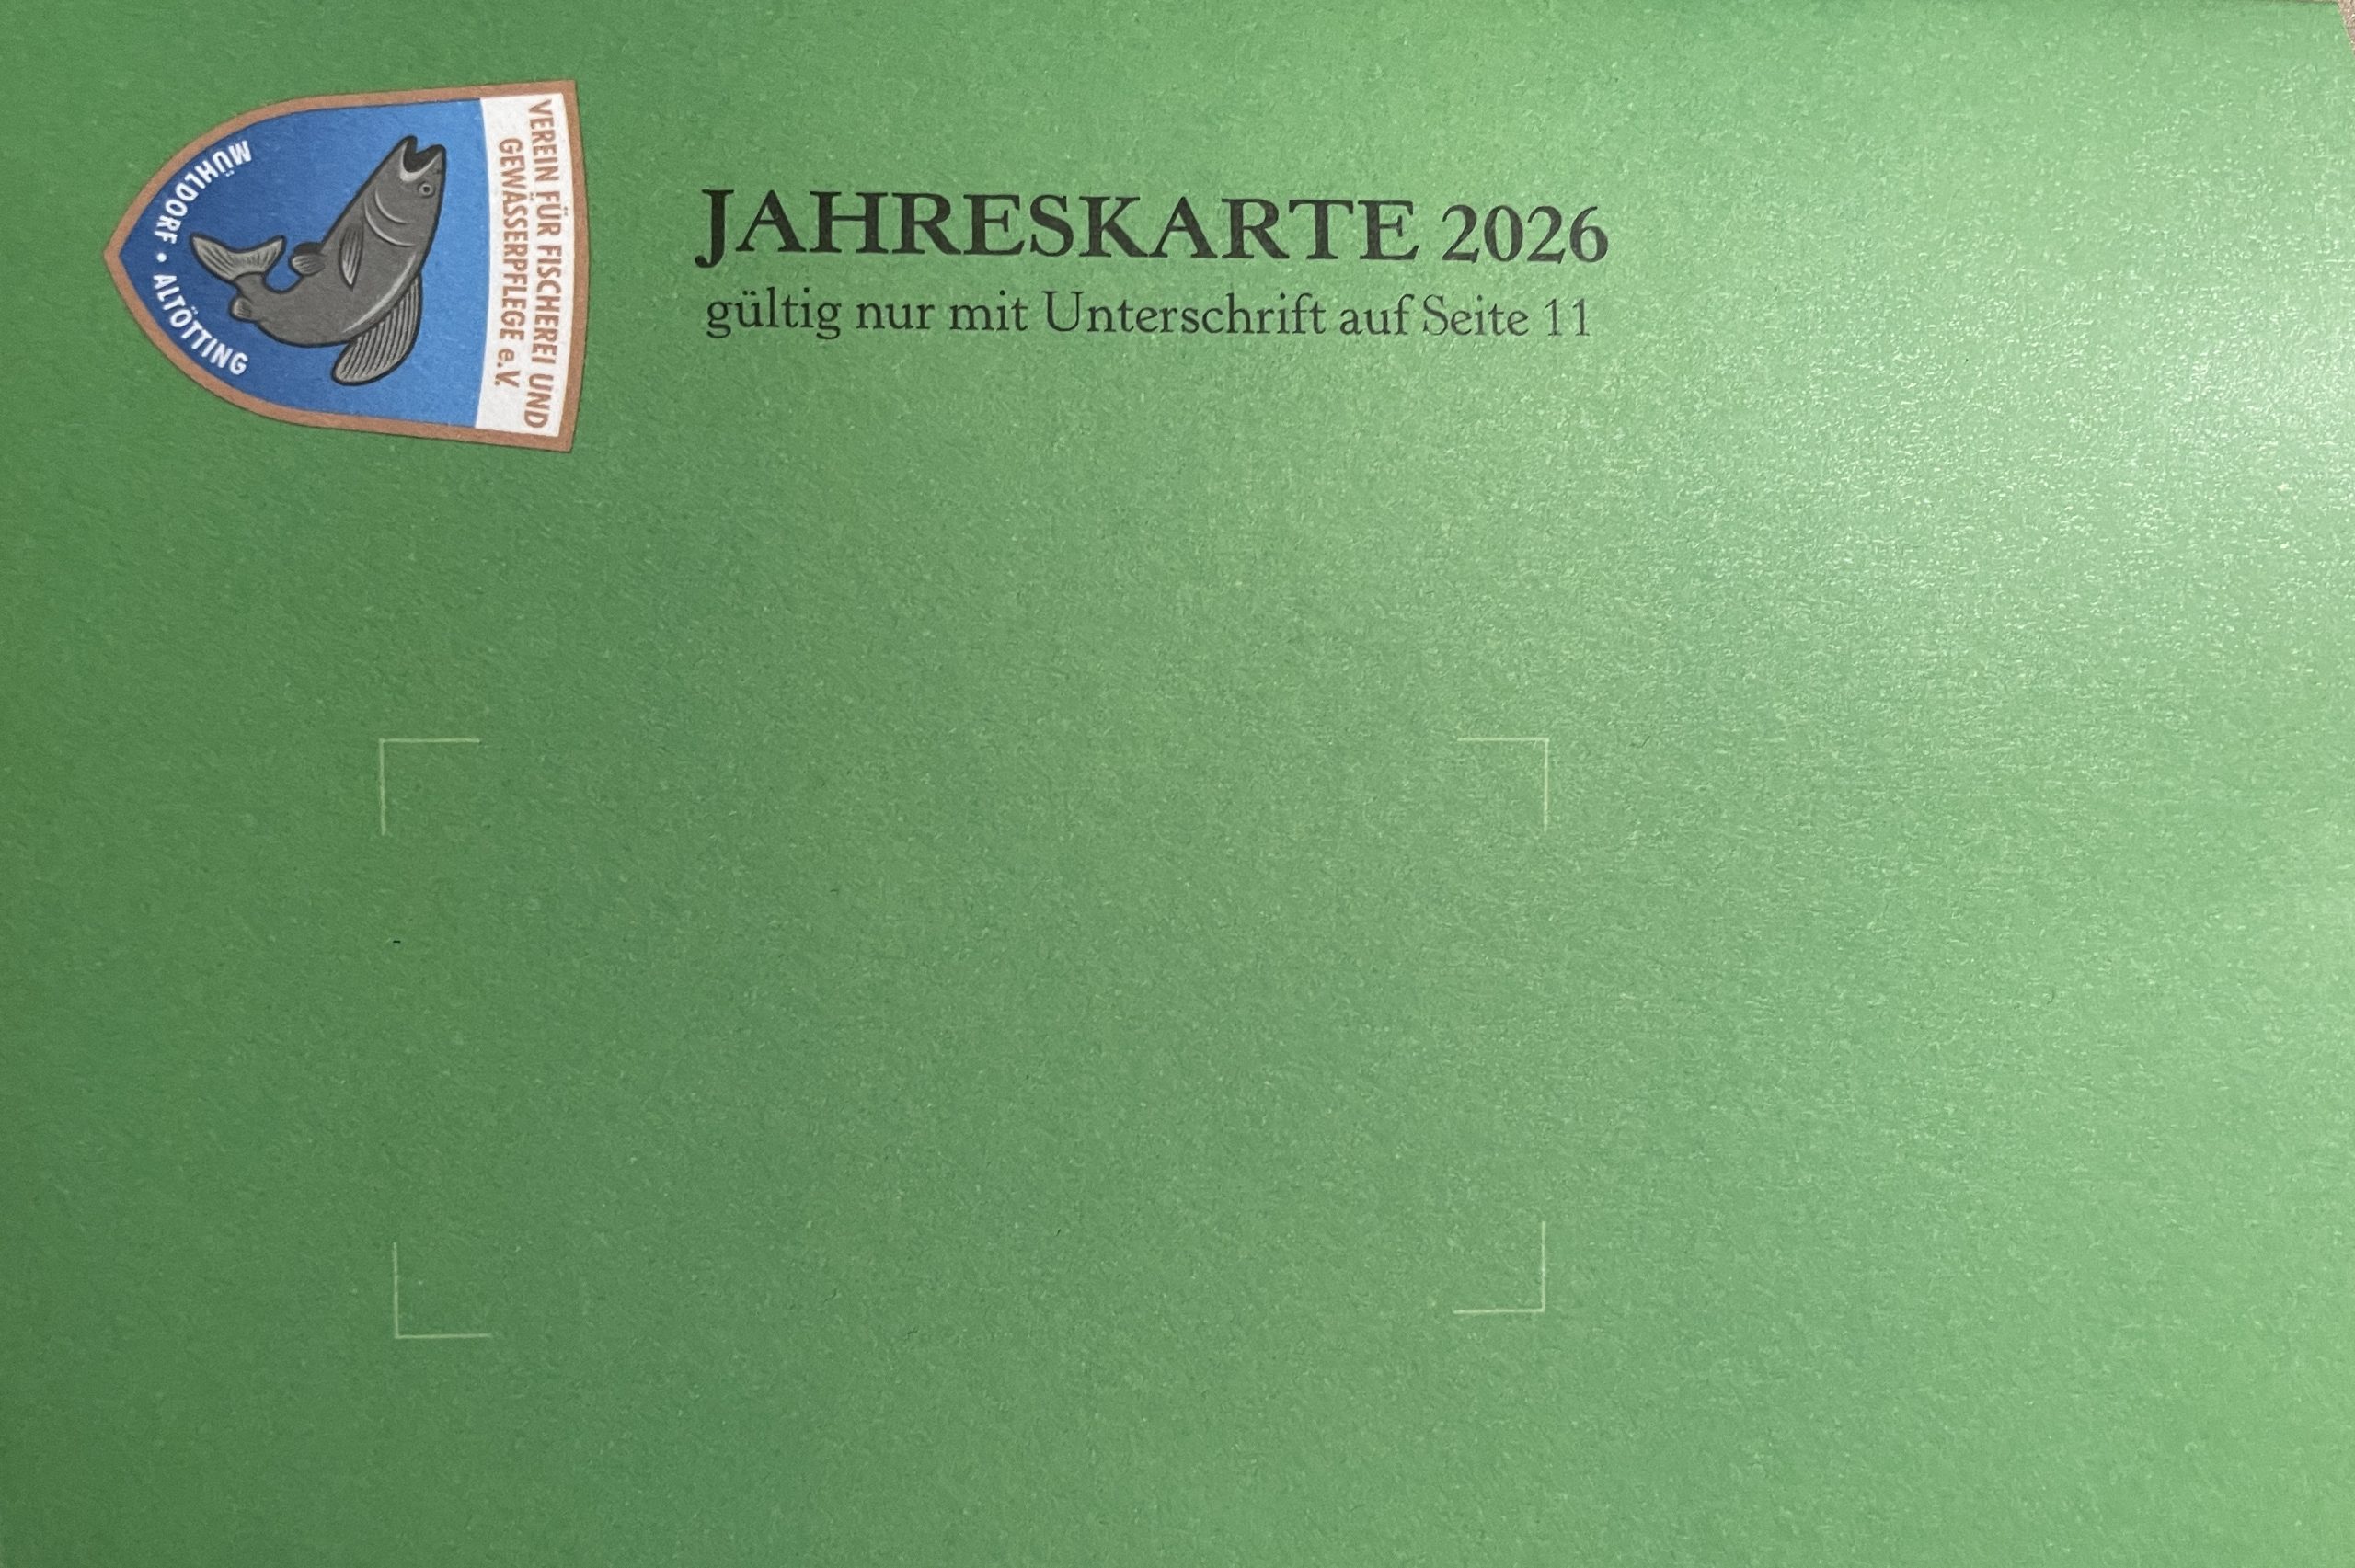 VEREIN FÜR FISCHEREI UND
GEWÄSSERPFLEGE e.V.
MÜHLDORF • ALTÖTTING
JAHRESKARTE 2026
gültig nur mit Unterschrift auf Seite 11